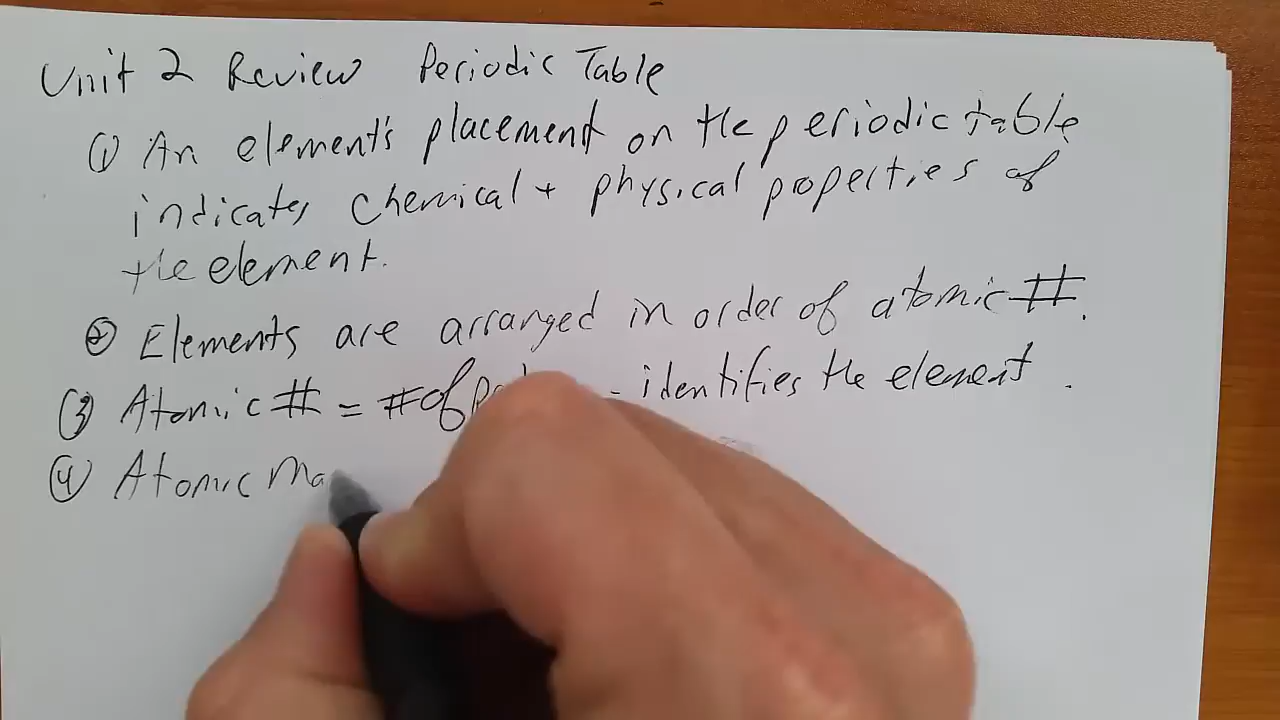 Unit 2 Review Periodic Table
① An element's placement on the periodic table
indicates chemical + physical properties of
the element.
② Elements are arranged in order of atomic #.
③ Atomic # = # of - identifies the element.
④ Atomic Ma